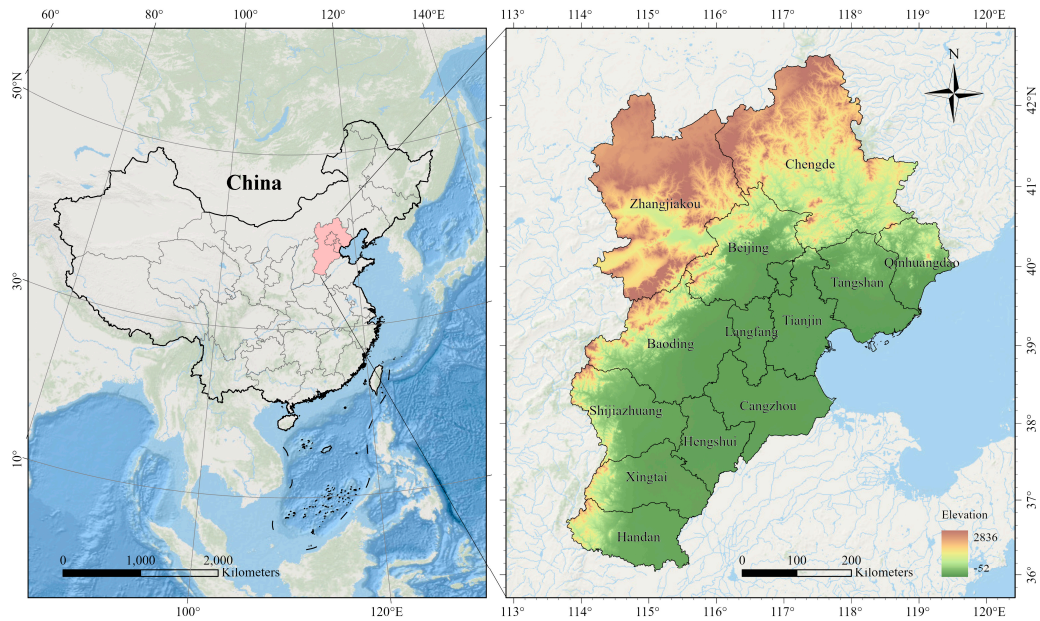 60° 80° 100° 120° 140°E
50°N
30°
10°
China
0 1,000 2,000
Kilometers
100° 120°E
113° 114° 115° 116° 117° 118° 119° 120°E
N
42°N
41°
40°
39°
38°
37°
36°
Chengde
Zhangjiakou
Beijing
Qinhuangdao
Tangshan
Tianjin
Langfang
Baoding
Cangzhou
Shijiazhuang
Hengshui
Xingtai
Handan
Elevation
2836
-52
0 100 200
Kilometers
113° 114° 115° 116° 117° 118° 119° 120°E